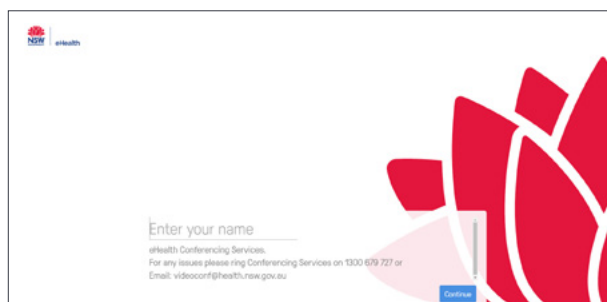 NSW
eHealth
Enter your name
eHealth Conferencing Services.
For any issues please ring Conferencing Services on 1300 679 727 or
Email: videoconf@health.nsw.gov.au
Continue